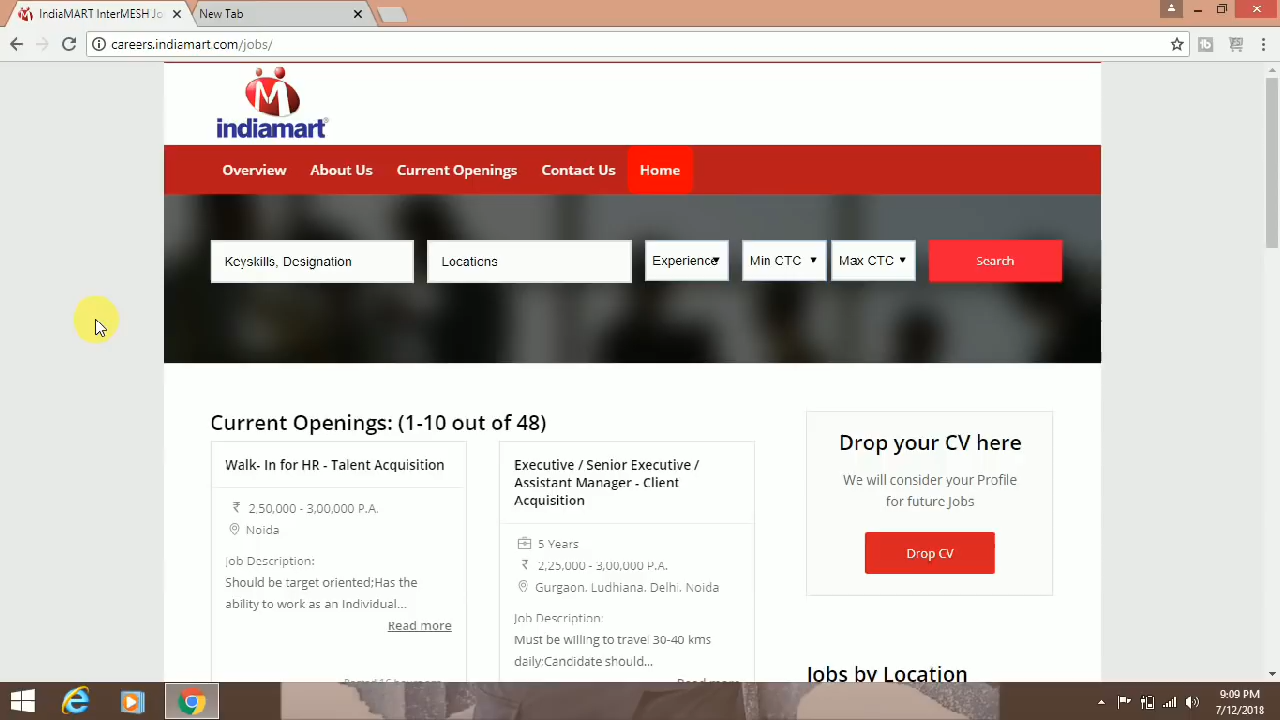 IndiaMART InterMESH Jo
New Tab
careers.indiamart.com/jobs/
M
indiamart
Overview
About Us
Current Openings
Contact Us
Home
Keyskills, Designation
Locations
Experience
Min CTC
Max CTC
Search
Current Openings: (1-10 out of 48)
Walk- In for HR - Talent Acquisition
₹ 2,50,000 - 3,00,000 P.A.
Noida
Job Description:
Should be target oriented;Has the
ability to work as an Individual...
Read more
Executive / Senior Executive /
Assistant Manager - Client
Acquisition
5 Years
₹ 2,25,000 - 3,00,000 P.A.
Gurgaon, Ludhiana, Delhi, Noida
Job Description:
Must be willing to travel 30-40 kms
daily;Candidate should...
Drop your CV here
We will consider your Profile
for future Jobs
Drop CV
Jobs by Location
9:09 PM
7/12/2018